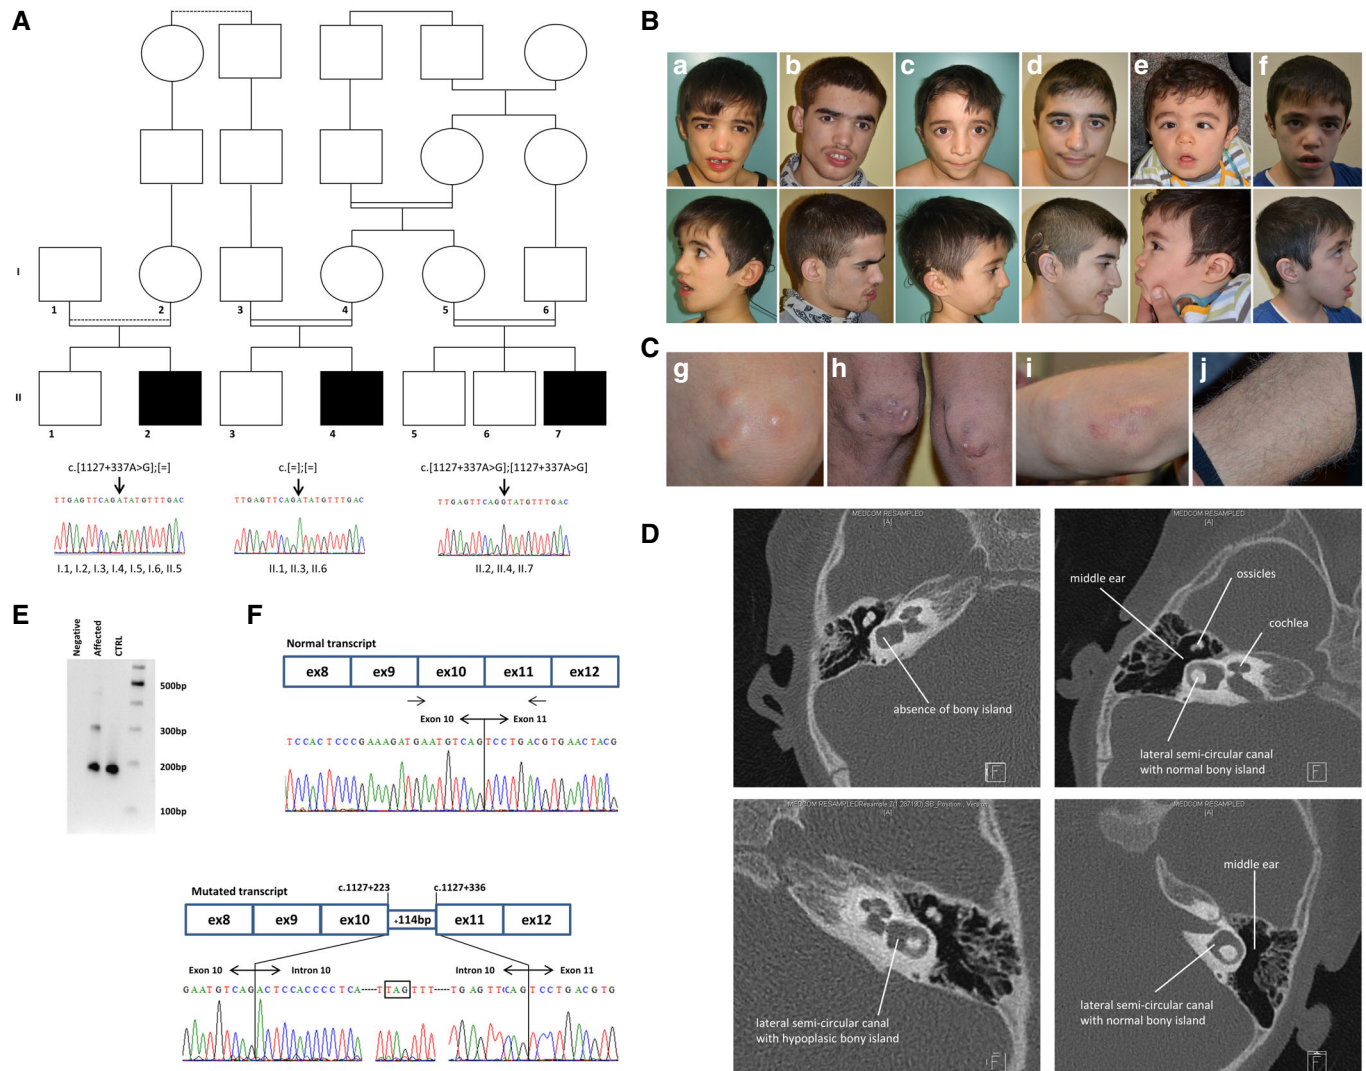 A
B
I
1
2
3
4
5
6
II
1
2
3
4
5
6
7
c.[1127+337A>G];[=]
c.[=];[=]
c.[1127+337A>G];[1127+337A>G]
TTGAGTTCAGATATGTTTGAC
TTGAGTTCAGATATGTTTGAC
TTGAGTTCAGGTATGTTTGAC
I.1, I.2, I.3, I.4, I.5, I.6, II.5
II.1, II.3, II.6
II.2, II.4, II.7
a
b
c
d
e
f
C
g
h
i
j
D
MEDCOM RESAMPLED
[A]
absence of bony island
F
MEDCOM RESAMPLED
[A]
middle ear
ossicles
cochlea
lateral semi-circular canal
with normal bony island
F
[A]
lateral semi-circular canal
with hypoplasic bony island
F
MEDCOM RESAMPLED
[A]
middle ear
lateral semi-circular canal
with normal bony island
F
E
Negative
Affected
CTRL
500bp
300bp
200bp
100bp
F
Normal transcript
ex8
ex9
ex10
ex11
ex12
Exon 10
Exon 11
TCCACTCCCGAAAGATGAATGTCAGTCCTGACGTGAACTACG
Mutated transcript
c.1127+223
c.1127+336
ex8
ex9
ex10
+114bp
ex11
ex12
Exon 10
Intron 10
Intron 10
Exon 11
GAATGTCAGACTCCACCCCTCA----TTAGTTT----TGAGTTCAGTCCTGACGTG